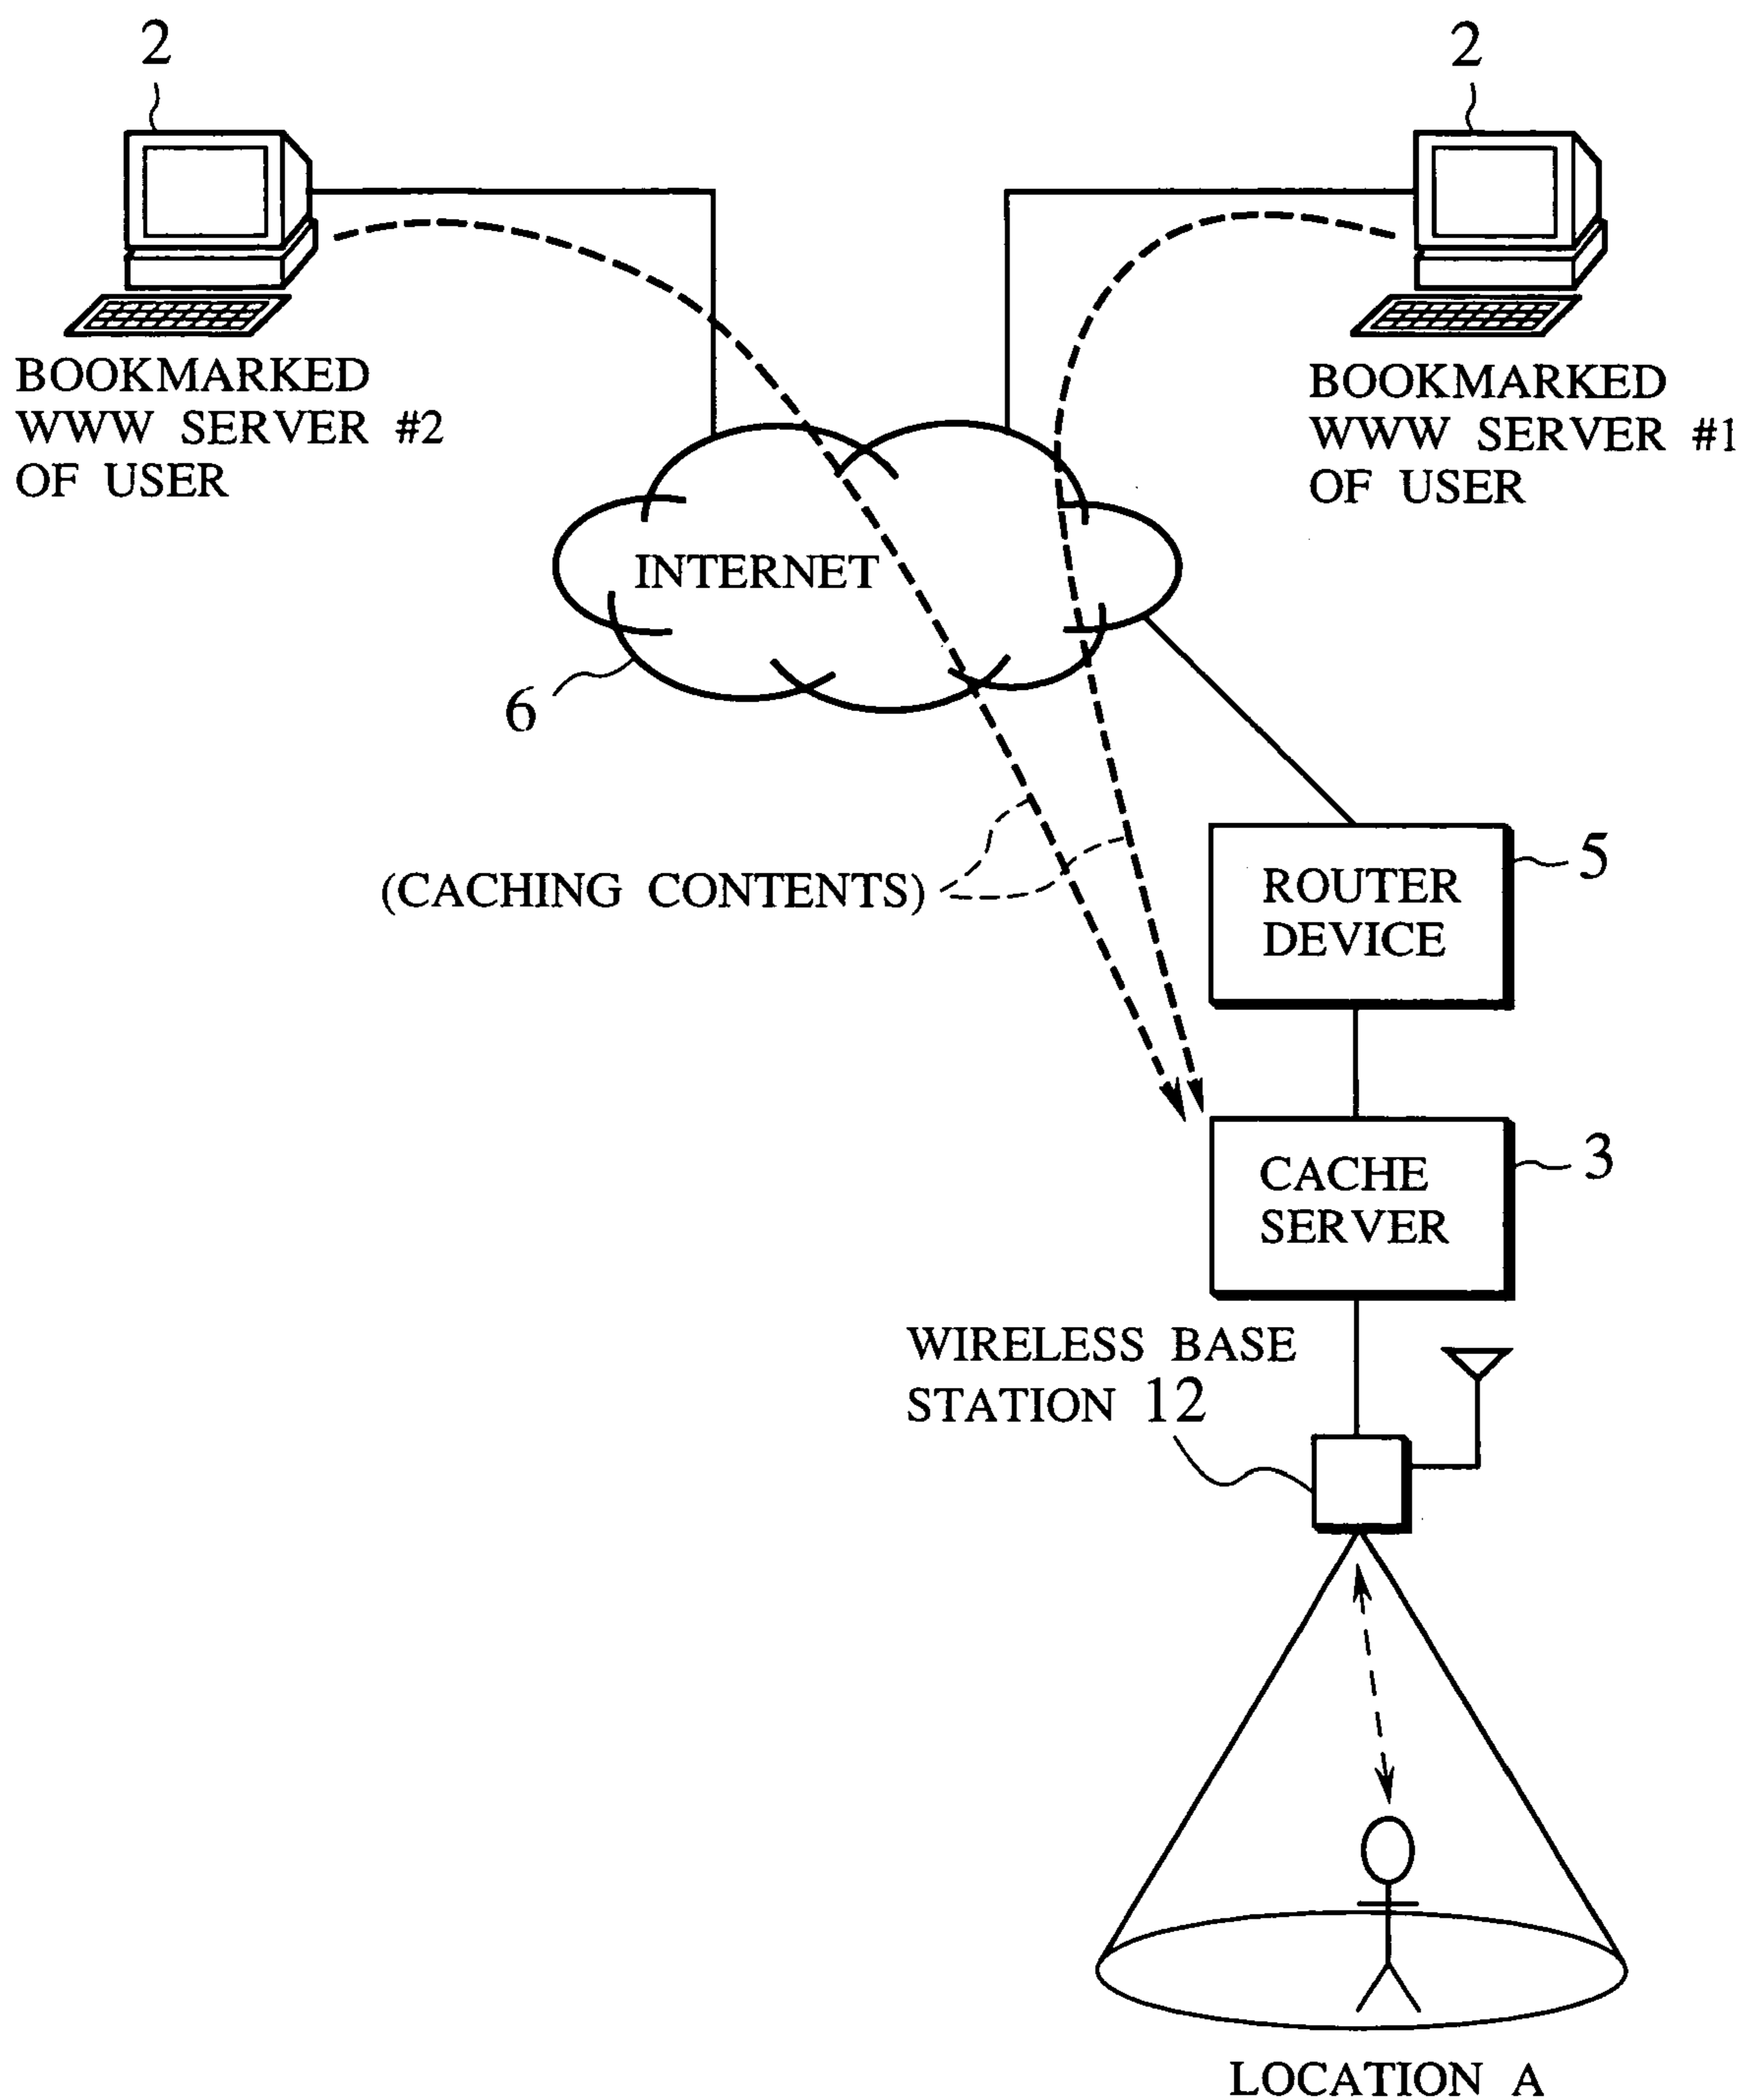 2
2
BOOKMARKED
WWW SERVER #2
OF USER
BOOKMARKED
WWW SERVER #1
OF USER
INTERNET
6
(CACHING CONTENTS)
ROUTER
DEVICE
5
CACHE
SERVER
3
WIRELESS BASE
STATION 12
LOCATION A